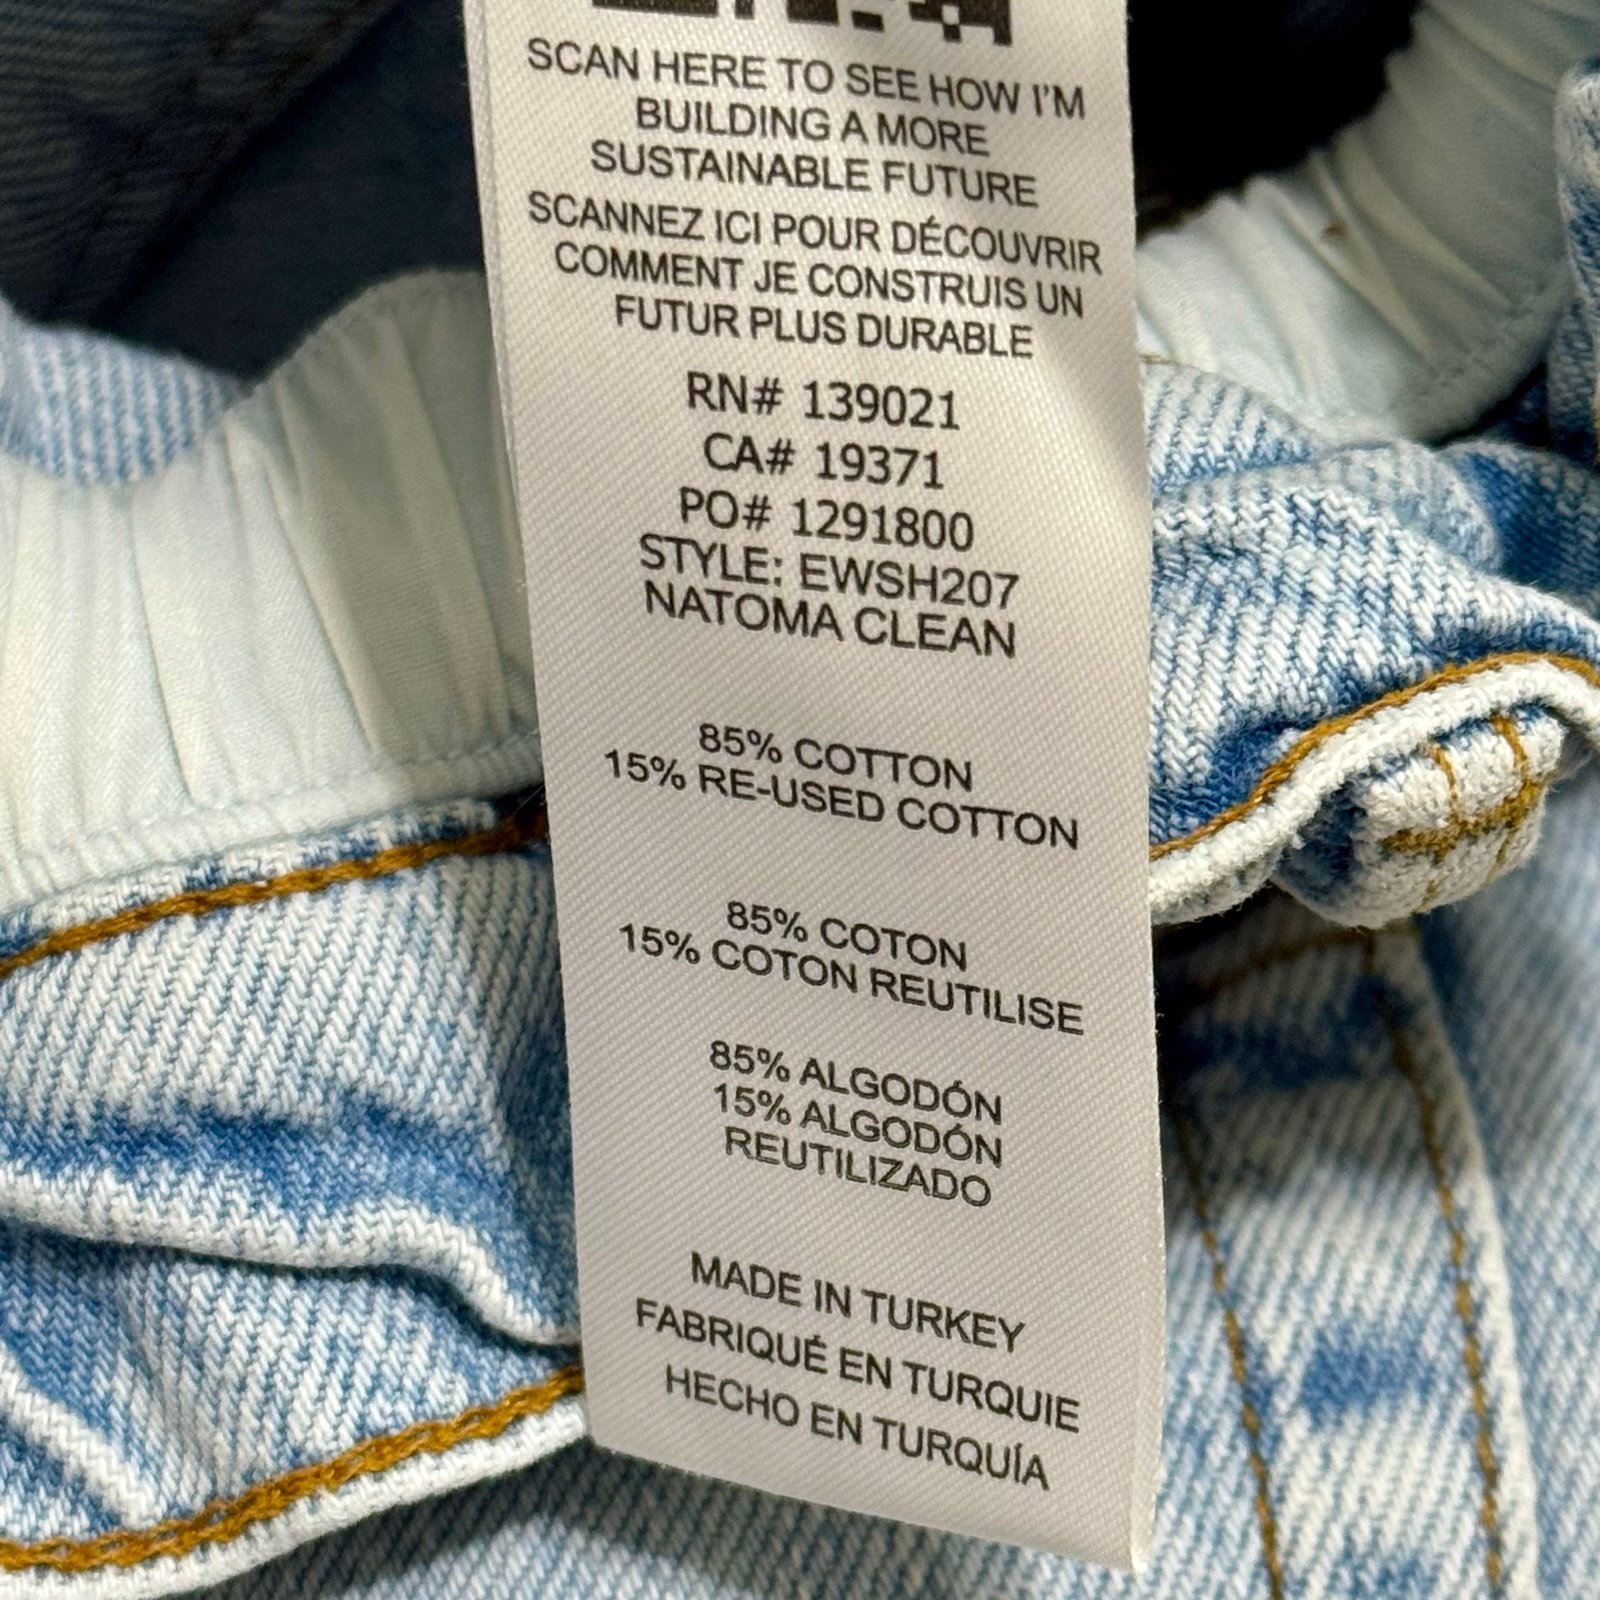 SCAN HERE TO SEE HOW I'M
BUILDING A MORE
SUSTAINABLE FUTURE
SCANNEZ ICI POUR DÉCOUVRIR
COMMENT JE CONSTRUIS UN
FUTUR PLUS DURABLE
RN# 139021
CA# 19371
PO# 1291800
STYLE: EWSH207
NATOMA CLEAN
85% COTTON
15% RE-USED COTTON
85% COTON
15% COTON REUTILISE
85% ALGODÓN
15% ALGODÓN
REUTILIZADO
MADE IN TURKEY
FABRIQUÉ EN TURQUIE
HECHO EN TURQUÍA